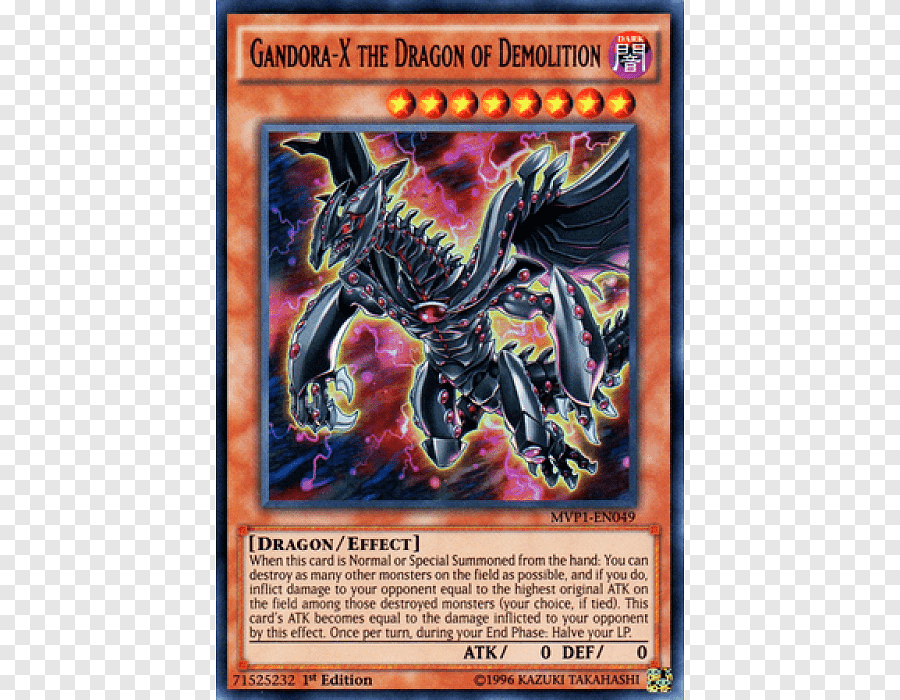 GANDORA-X THE DRAGON OF DEMOLITION
DARK
闇
MVP1-EN049
[DRAGON/EFFECT]
When this card is Normal or Special Summoned from the hand: You can
destroy as many other monsters on the field as possible, and if you do,
inflict damage to your opponent equal to the highest original ATK on
the field among those destroyed monsters (your choice, if tied). This
card's ATK becomes equal to the damage inflicted to your opponent
by this effect. Once per turn, during your End Phase: Halve your LP.
ATK/ 0 DEF/ 0
71525232 1st Edition ©1996 KAZUKI TAKAHASHI